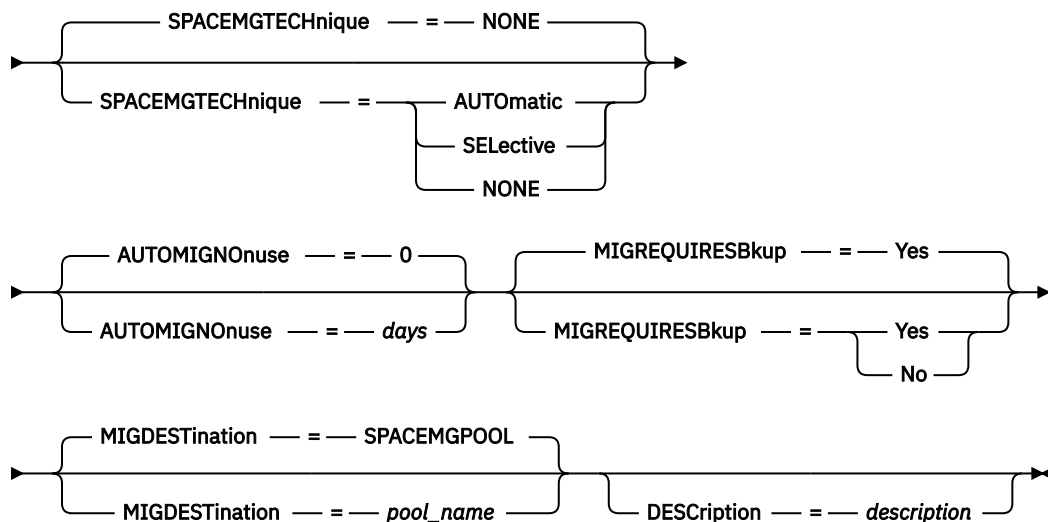 SPACEMGTECHnique = NONE
SPACEMGTECHnique = AUTOmatic
SELective
NONE
AUTOMIGNOnuse = 0
AUTOMIGNOnuse = days
MIGREQUIRESBkup = Yes
MIGREQUIRESBkup = Yes
No
MIGDESTination = SPACEMGPOOL
MIGDESTination = pool_name
DESCription = description